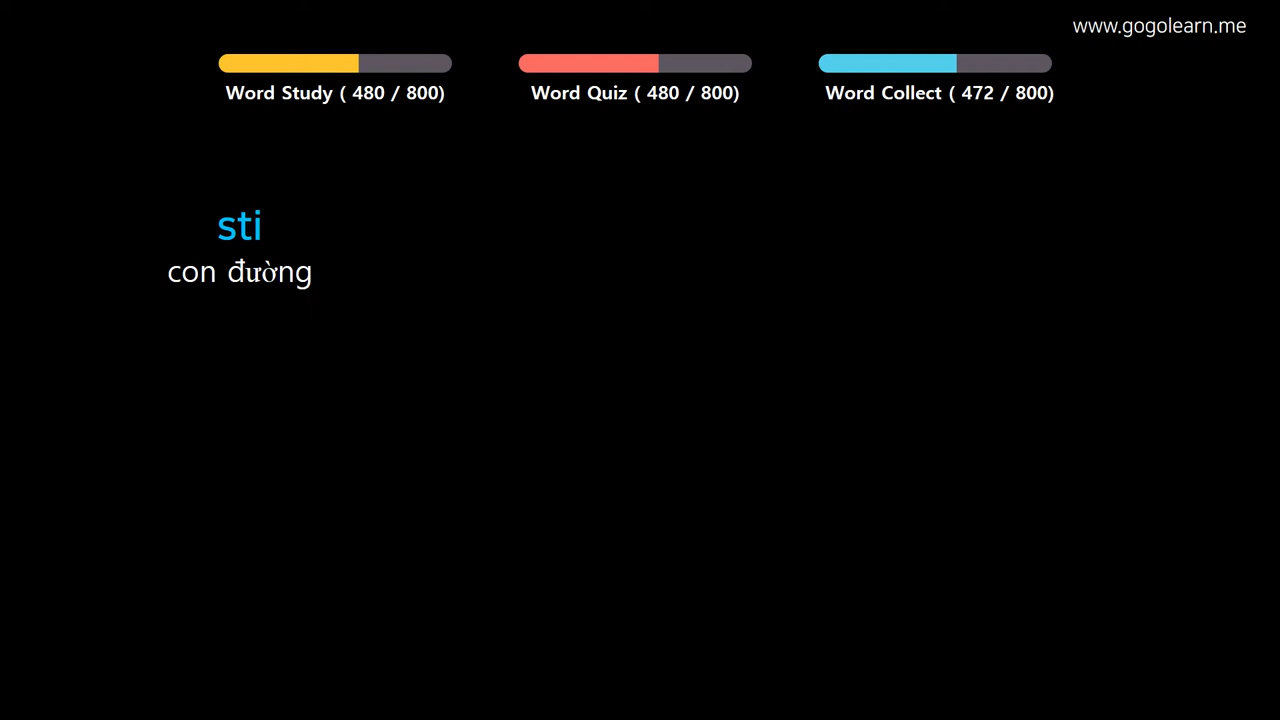 www.gogolearn.me
Word Study ( 480 / 800)
Word Quiz ( 480 / 800)
Word Collect ( 472 / 800)
sti
con đường